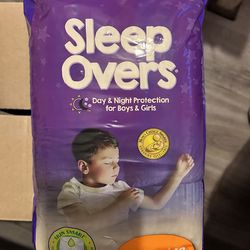 Sleep
Overs
Day & Night Protection
for Boys & Girls